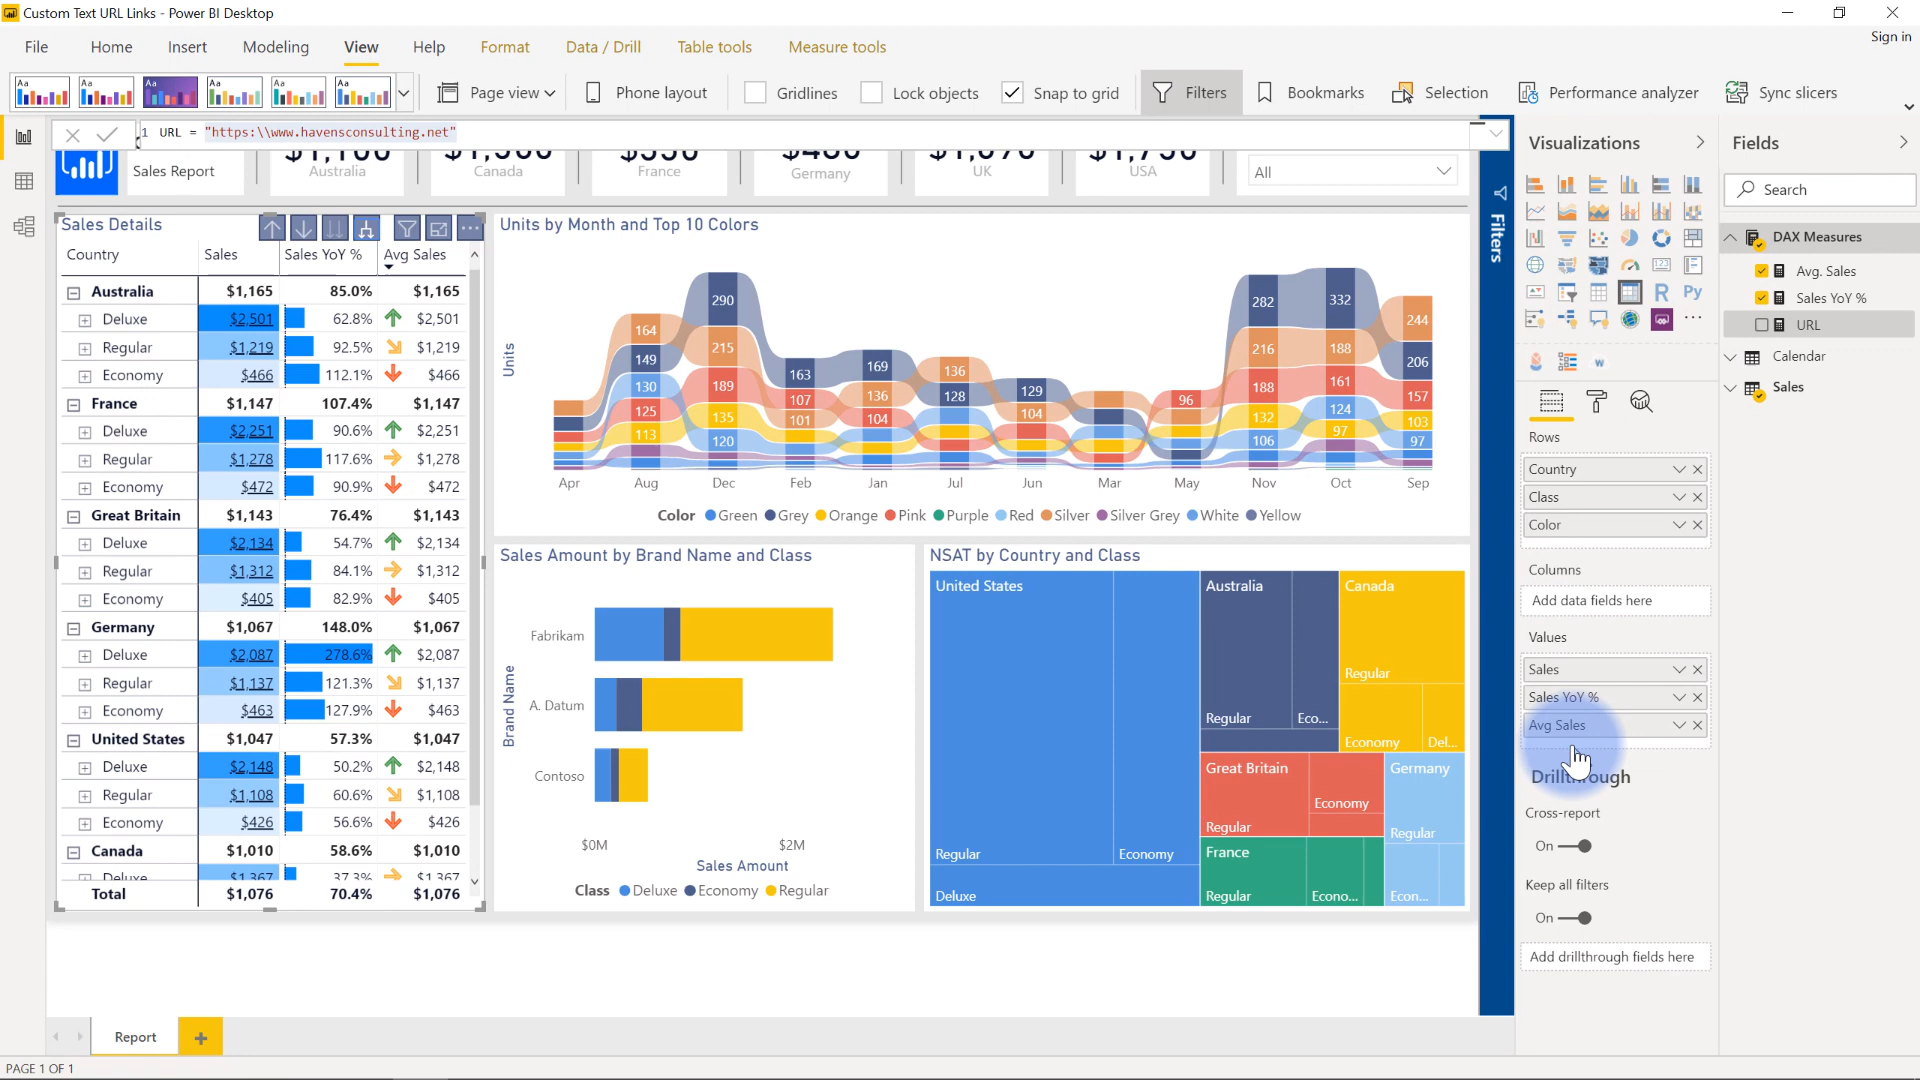 Custom Text URL Links - Power BI Desktop
Sign in
File Home Insert Modeling View Help Format Data / Drill Table tools Measure tools
Aa Aa Aa Aa Aa Aa Page view Phone layout Gridlines Lock objects Snap to grid Filters Bookmarks Selection Performance analyzer Sync slicers
1 URL = "https:\\www.havensconsulting.net"
Sales Report
Australia Canada France Germany UK USA
All
Sales Details
Country Sales Sales YoY % Avg Sales
Australia $1,165 85.0% $1,165
Deluxe $2,501 62.8% $2,501
Regular $1,219 92.5% $1,219
Economy $466 112.1% $466
France $1,147 107.4% $1,147
Deluxe $2,251 90.6% $2,251
Regular $1,278 117.6% $1,278
Economy $472 90.9% $472
Great Britain $1,143 76.4% $1,143
Deluxe $2,134 54.7% $2,134
Regular $1,312 84.1% $1,312
Economy $405 82.9% $405
Germany $1,067 148.0% $1,067
Deluxe $2,087 278.6% $2,087
Regular $1,137 121.3% $1,137
Economy $463 127.9% $463
United States $1,047 57.3% $1,047
Deluxe $2,148 50.2% $2,148
Regular $1,108 60.6% $1,108
Economy $426 56.6% $426
Canada $1,010 58.6% $1,010
Deluxe $1,367 37.3% $1,367
Total $1,076 70.4% $1,076
Units by Month and Top 10 Colors
Units
164 149 130 125 113
290 215 189 135 120
163 107 101
169 136 104
136 128
129 104
96
282 216 188 132 106
332 188 161 124 97
244 206 157 103 97
Apr Aug Dec Feb Jan Jul Jun Mar May Nov Oct Sep
Color Green Grey Orange Pink Purple Red Silver Silver Grey White Yellow
Sales Amount by Brand Name and Class
Brand Name
Fabrikam
A. Datum
Contoso
$0M $2M
Sales Amount
Class Deluxe Economy Regular
NSAT by Country and Class
United States
Regular
Economy
Deluxe
Australia
Regular
Eco...
Canada
Regular
Economy
Del...
Great Britain
Economy
Regular
Germany
Regular
Econ...
France
Regular
Econo...
Filters
Visualizations
R Py
123
Rows
Country
Class
Color
Columns
Add data fields here
Values
Sales
Sales YoY %
Avg Sales
Drillthrough
Cross-report
On
Keep all filters
On
Add drillthrough fields here
Fields
Search
DAX Measures
Avg. Sales
Sales YoY %
URL
Calendar
Sales
Report
PAGE 1 OF 1